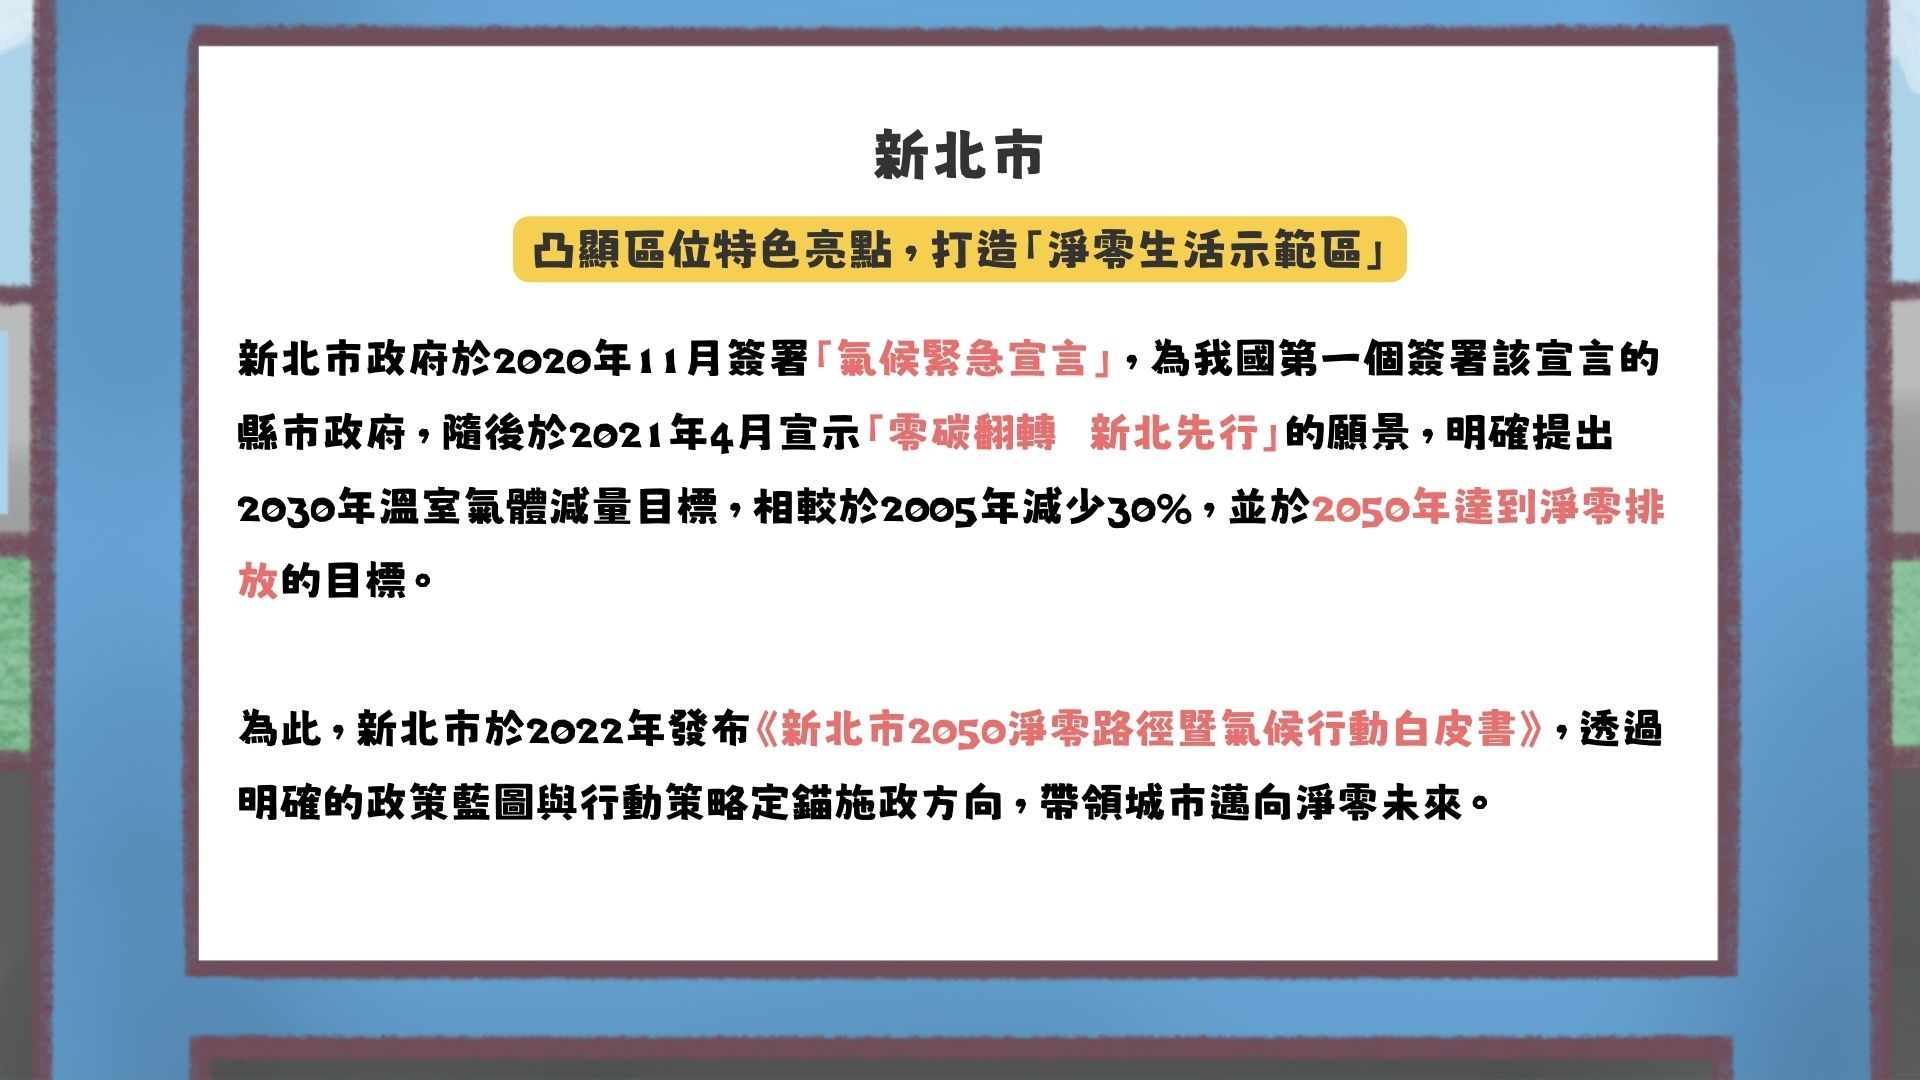 新北市
凸顯區位特色亮點，打造「淨零生活示範區」
新北市政府於2020年11月簽署「氣候緊急宣言」，為我國第一個簽署該宣言的
縣市政府，隨後於2021年4月宣示「零碳翻轉　新北先行」的願景，明確提出
2030年溫室氣體減量目標，相較於2005年減少30%，並於2050年達到淨零排
放的目標。
為此，新北市於2022年發布《新北市2050淨零路徑暨氣候行動白皮書》，透過
明確的政策藍圖與行動策略定錨施政方向，帶領城市邁向淨零未來。